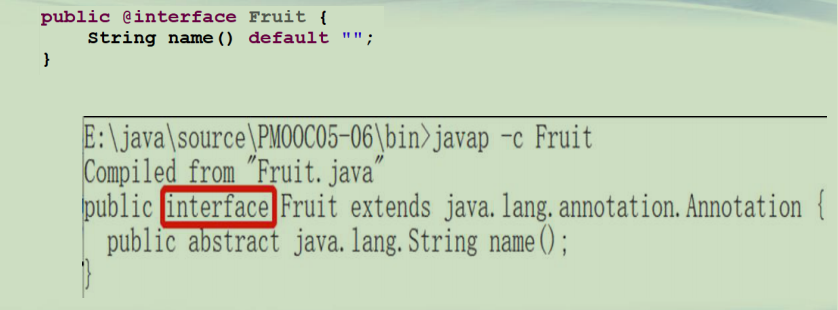 public @interface Fruit {
String name() default "";
}
E:\java\source\PMOOC05-06\bin>javap -c Fruit
Compiled from "Fruit.java"
public interface Fruit extends java.lang.annotation.Annotation {
public abstract java.lang.String name();
}